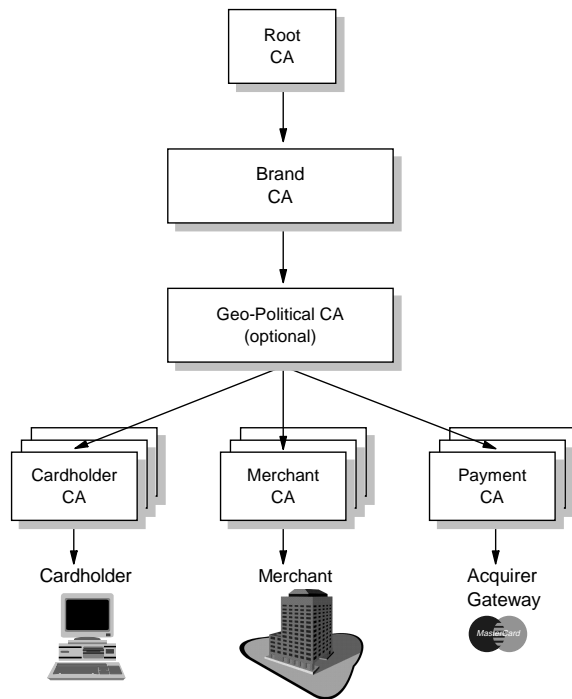 Root
CA
Brand
CA
Geo-Political CA
(optional)
Cardholder
CA
Merchant
CA
Payment
CA
Cardholder
Merchant
Acquirer
Gateway
MasterCard